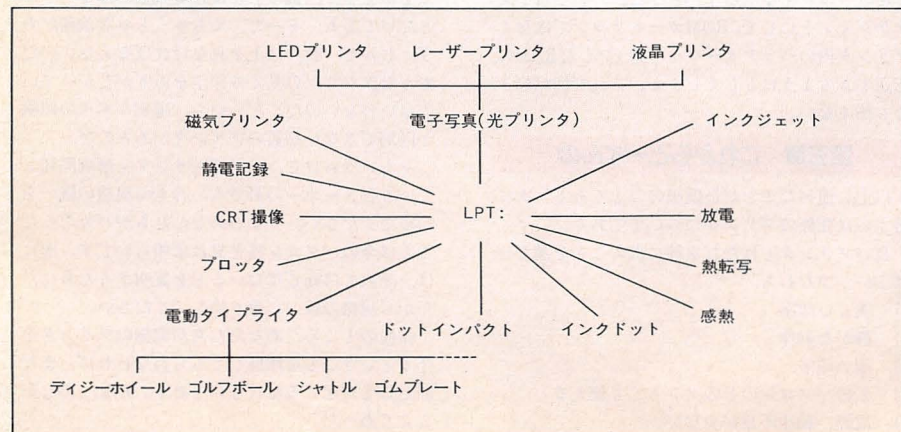 LEDプリンタ レーザープリンタ 液晶プリンタ
磁気プリンタ 電子写真(光プリンタ) インクジェット
静電記録
CRT撮像 LPT: 放電
プロッタ 熱転写
電動タイプライタ ドットインパクト インクドット 感熱
ディジーホイール ゴルフボール シャトル ゴムプレート